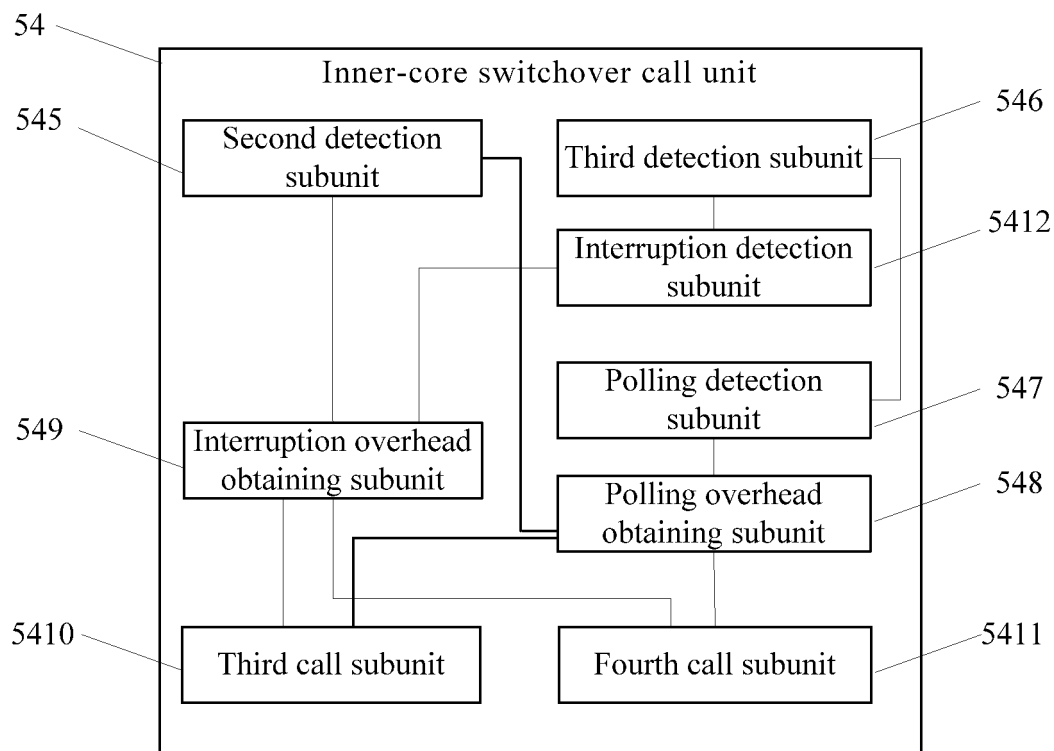 54
Inner-core switchover call unit
545
Second detection
subunit
546
Third detection subunit
5412
Interruption detection
subunit
Polling detection
subunit
547
549
Interruption overhead
obtaining subunit
548
Polling overhead
obtaining subunit
5410
Third call subunit
5411
Fourth call subunit